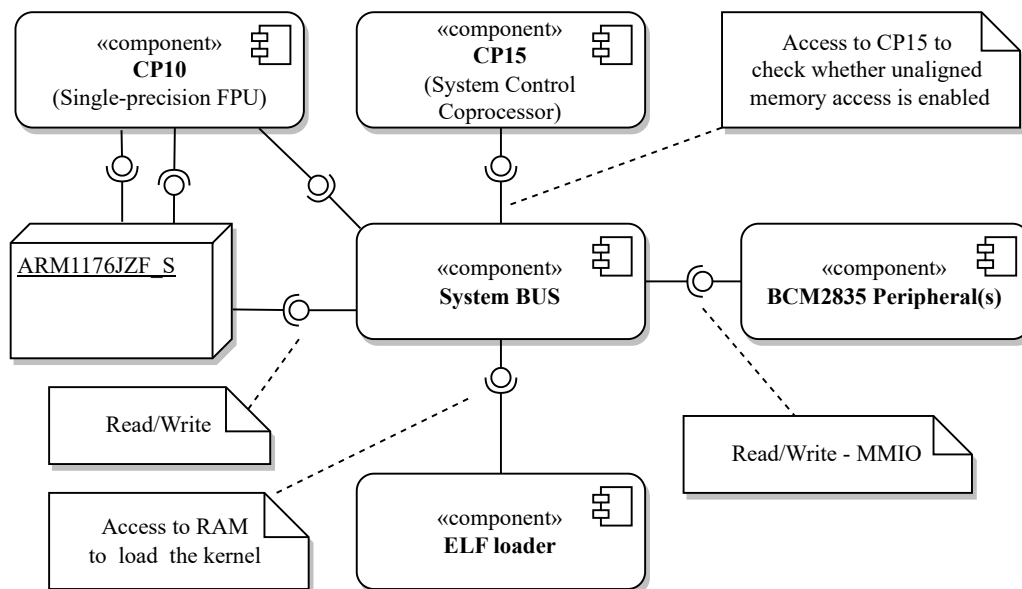 «component»
CP10
(Single-precision FPU)
«component»
CP15
(System Control
Coprocessor)
Access to CP15 to
check whether unaligned
memory access is enabled
ARM1176JZF_S
«component»
System BUS
«component»
BCM2835 Peripheral(s)
Read/Write
Read/Write - MMIO
Access to RAM
to load the kernel
«component»
ELF loader